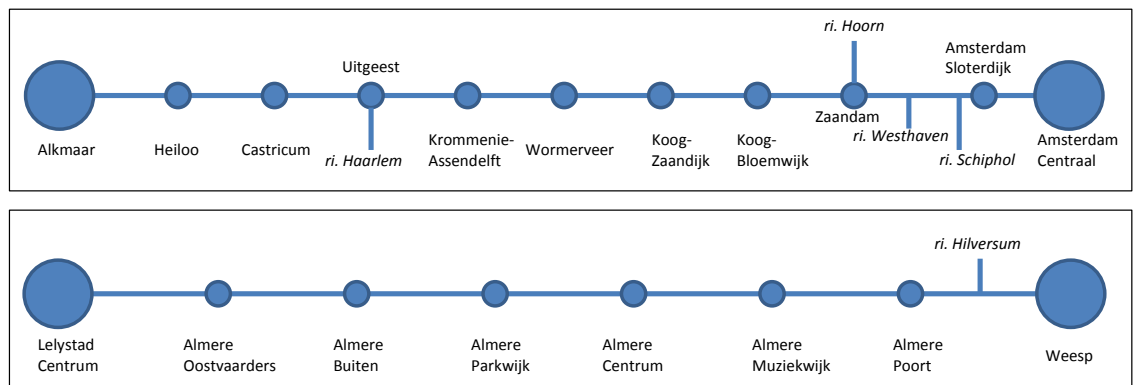 ri. Hoorn
Amsterdam
Sloterdijk
Uitgeest
Zaandam
ri. Westhaven
Alkmaar
Heiloo
Castricum
ri. Haarlem
Krommenie-
Assendelft
Wormerveer
Koog-
Zaandijk
Koog-
Bloemwijk
ri. Schiphol
Amsterdam
Centraal
ri. Hilversum
Lelystad
Centrum
Almere
Oostvaarders
Almere
Buiten
Almere
Parkwijk
Almere
Centrum
Almere
Muziekwijk
Almere
Poort
Weesp